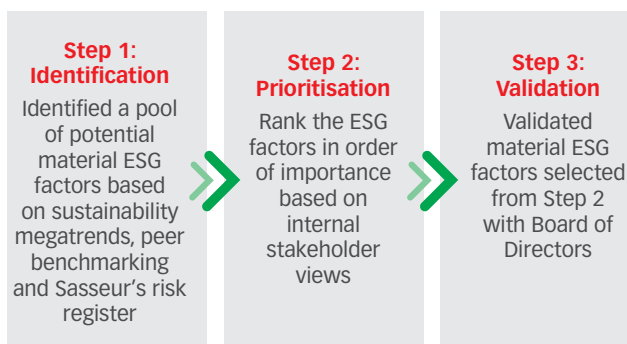 Step 1:
Identification
Identified a pool
of potential
material ESG
factors based
on sustainability
megatrends, peer
benchmarking
and Sasseur's risk
register
Step 2:
Prioritisation
Rank the ESG
factors in order
of importance
based on
internal
stakeholder
views
Step 3:
Validation
Validated
material ESG
factors selected
from Step 2
with Board of
Directors